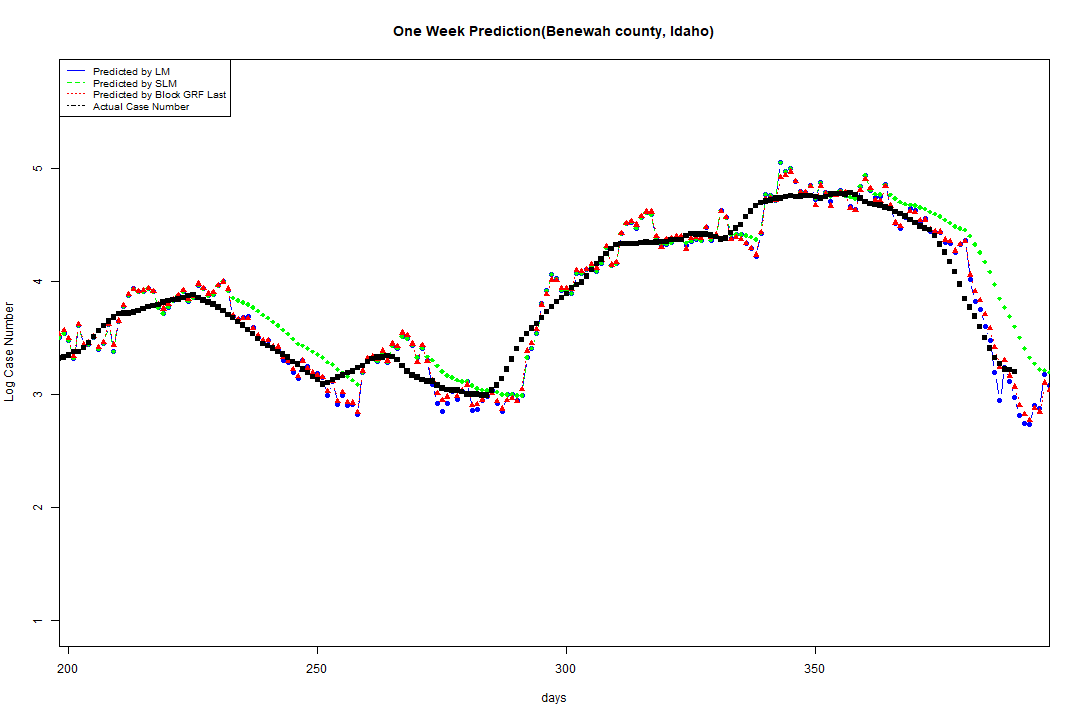 One Week Prediction(Benewah county, Idaho)
Predicted by LM
Predicted by SLM
Predicted by Block GRF Last
Actual Case Number
5
4
3
2
1
Log Case Number
200 250 300 350
days